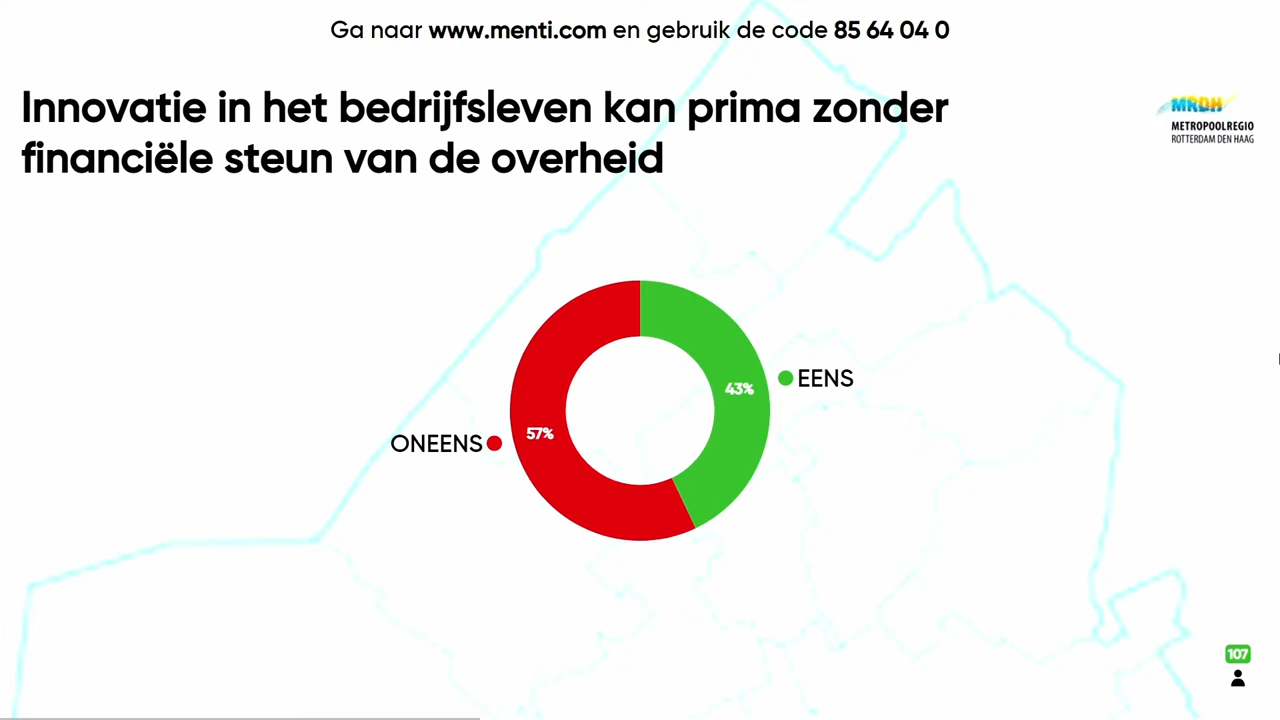 Ga naar www.menti.com en gebruik de code 85 64 04 0
Innovatie in het bedrijfsleven kan prima zonder
financiële steun van de overheid
MRDH
METROPOOLREGIO
ROTTERDAM DEN HAAG
43%
EENS
57%
ONEENS
107